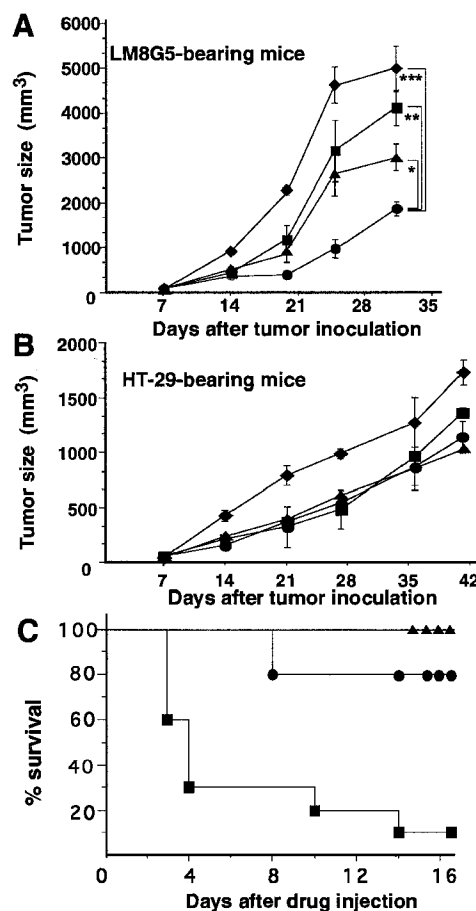 A
LM8G5-bearing mice
Tumor size (mm3)
6000
5000
4000
3000
2000
1000
0
***
**
*
7 14 21 28 35
Days after tumor inoculation
B
HT-29-bearing mice
Tumor size (mm3)
2000
1500
1000
500
0
7 14 21 28 35 42
Days after tumor inoculation
C
% survival
100
80
60
40
20
0 4 8 12 16
Days after drug injection